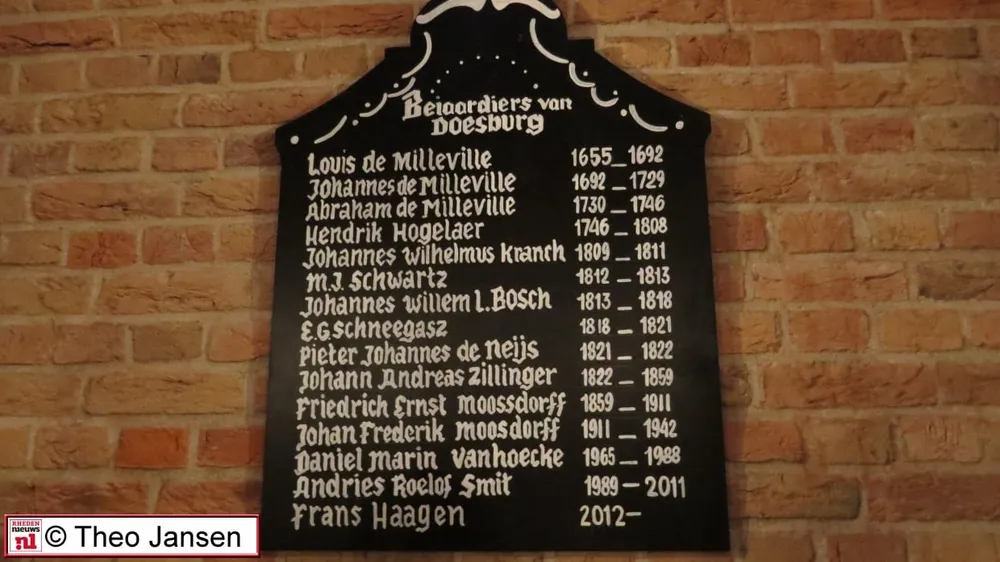 Beiaardiers van
Doesburg
Louis de Milleville 1655 – 1692
Johannes de Milleville 1692 – 1729
Abraham de Milleville 1730 – 1746
Hendrik Hogelaer 1746 – 1808
Johannes Wilhelmus Kranch 1809 – 1811
M.J. Schwartz 1812 – 1813
Johannes Willem L. Bosch 1813 – 1818
E.G. Schneegasz 1818 – 1821
Pieter Johannes de Neijs 1821 – 1822
Johann Andreas Zillinger 1822 – 1859
Friedrich Ernst Moossdorff 1859 – 1911
Johan Frederik Moosdorff 1911 – 1942
Daniel Marin Vanhoecke 1965 – 1988
Andries Roelof Smit 1989 – 2011
Frans Haagen 2012 –
RHEDEN nieuws .nl © Theo Jansen